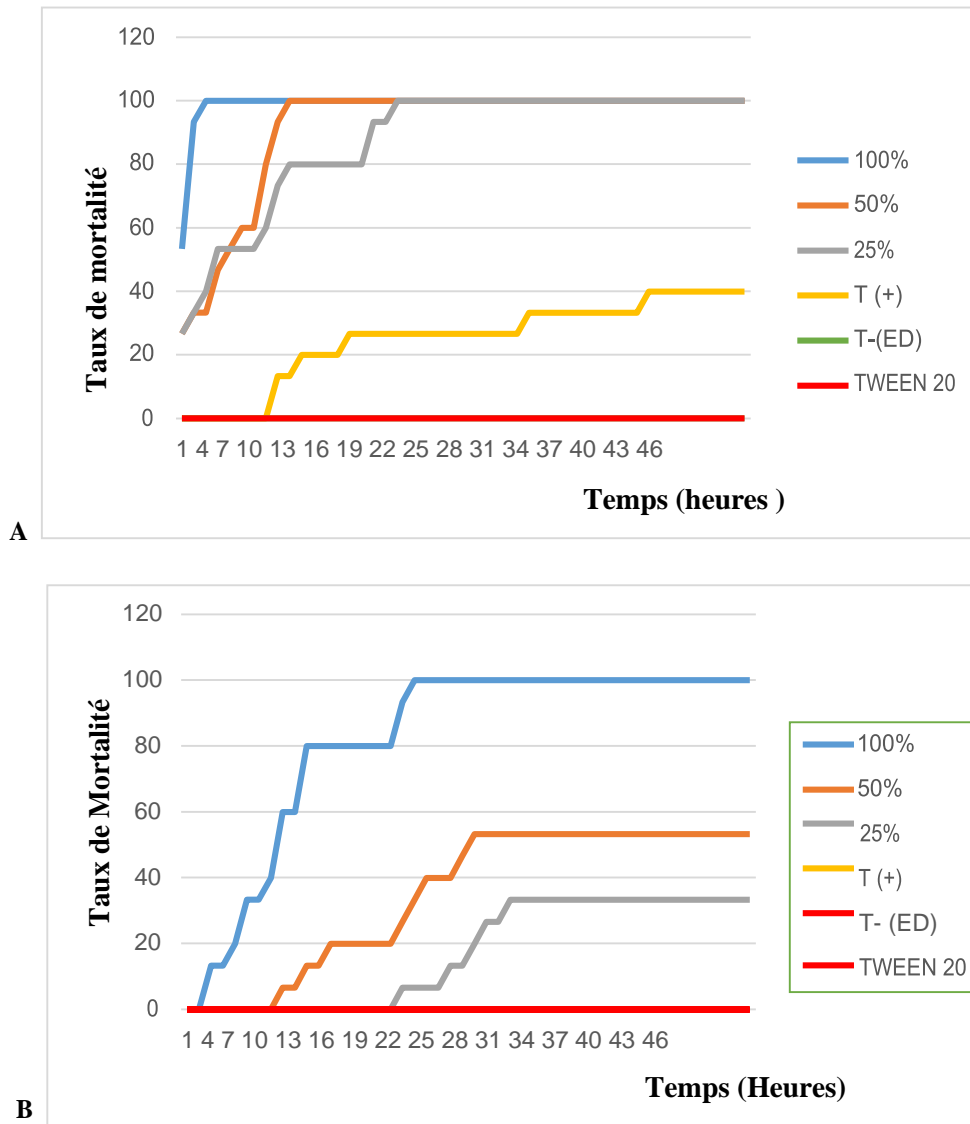 120
100
80
60
40
20
0
Taux de mortalité
1 4 7 10 13 16 19 22 25 28 31 34 37 40 43 46
Temps (heures )
100%
50%
25%
T (+)
T-(ED)
TWEEN 20
A
120
100
80
60
40
20
0
Taux de Mortalité
1 4 7 10 13 16 19 22 25 28 31 34 37 40 43 46
Temps (Heures)
100%
50%
25%
T (+)
T- (ED)
TWEEN 20
B